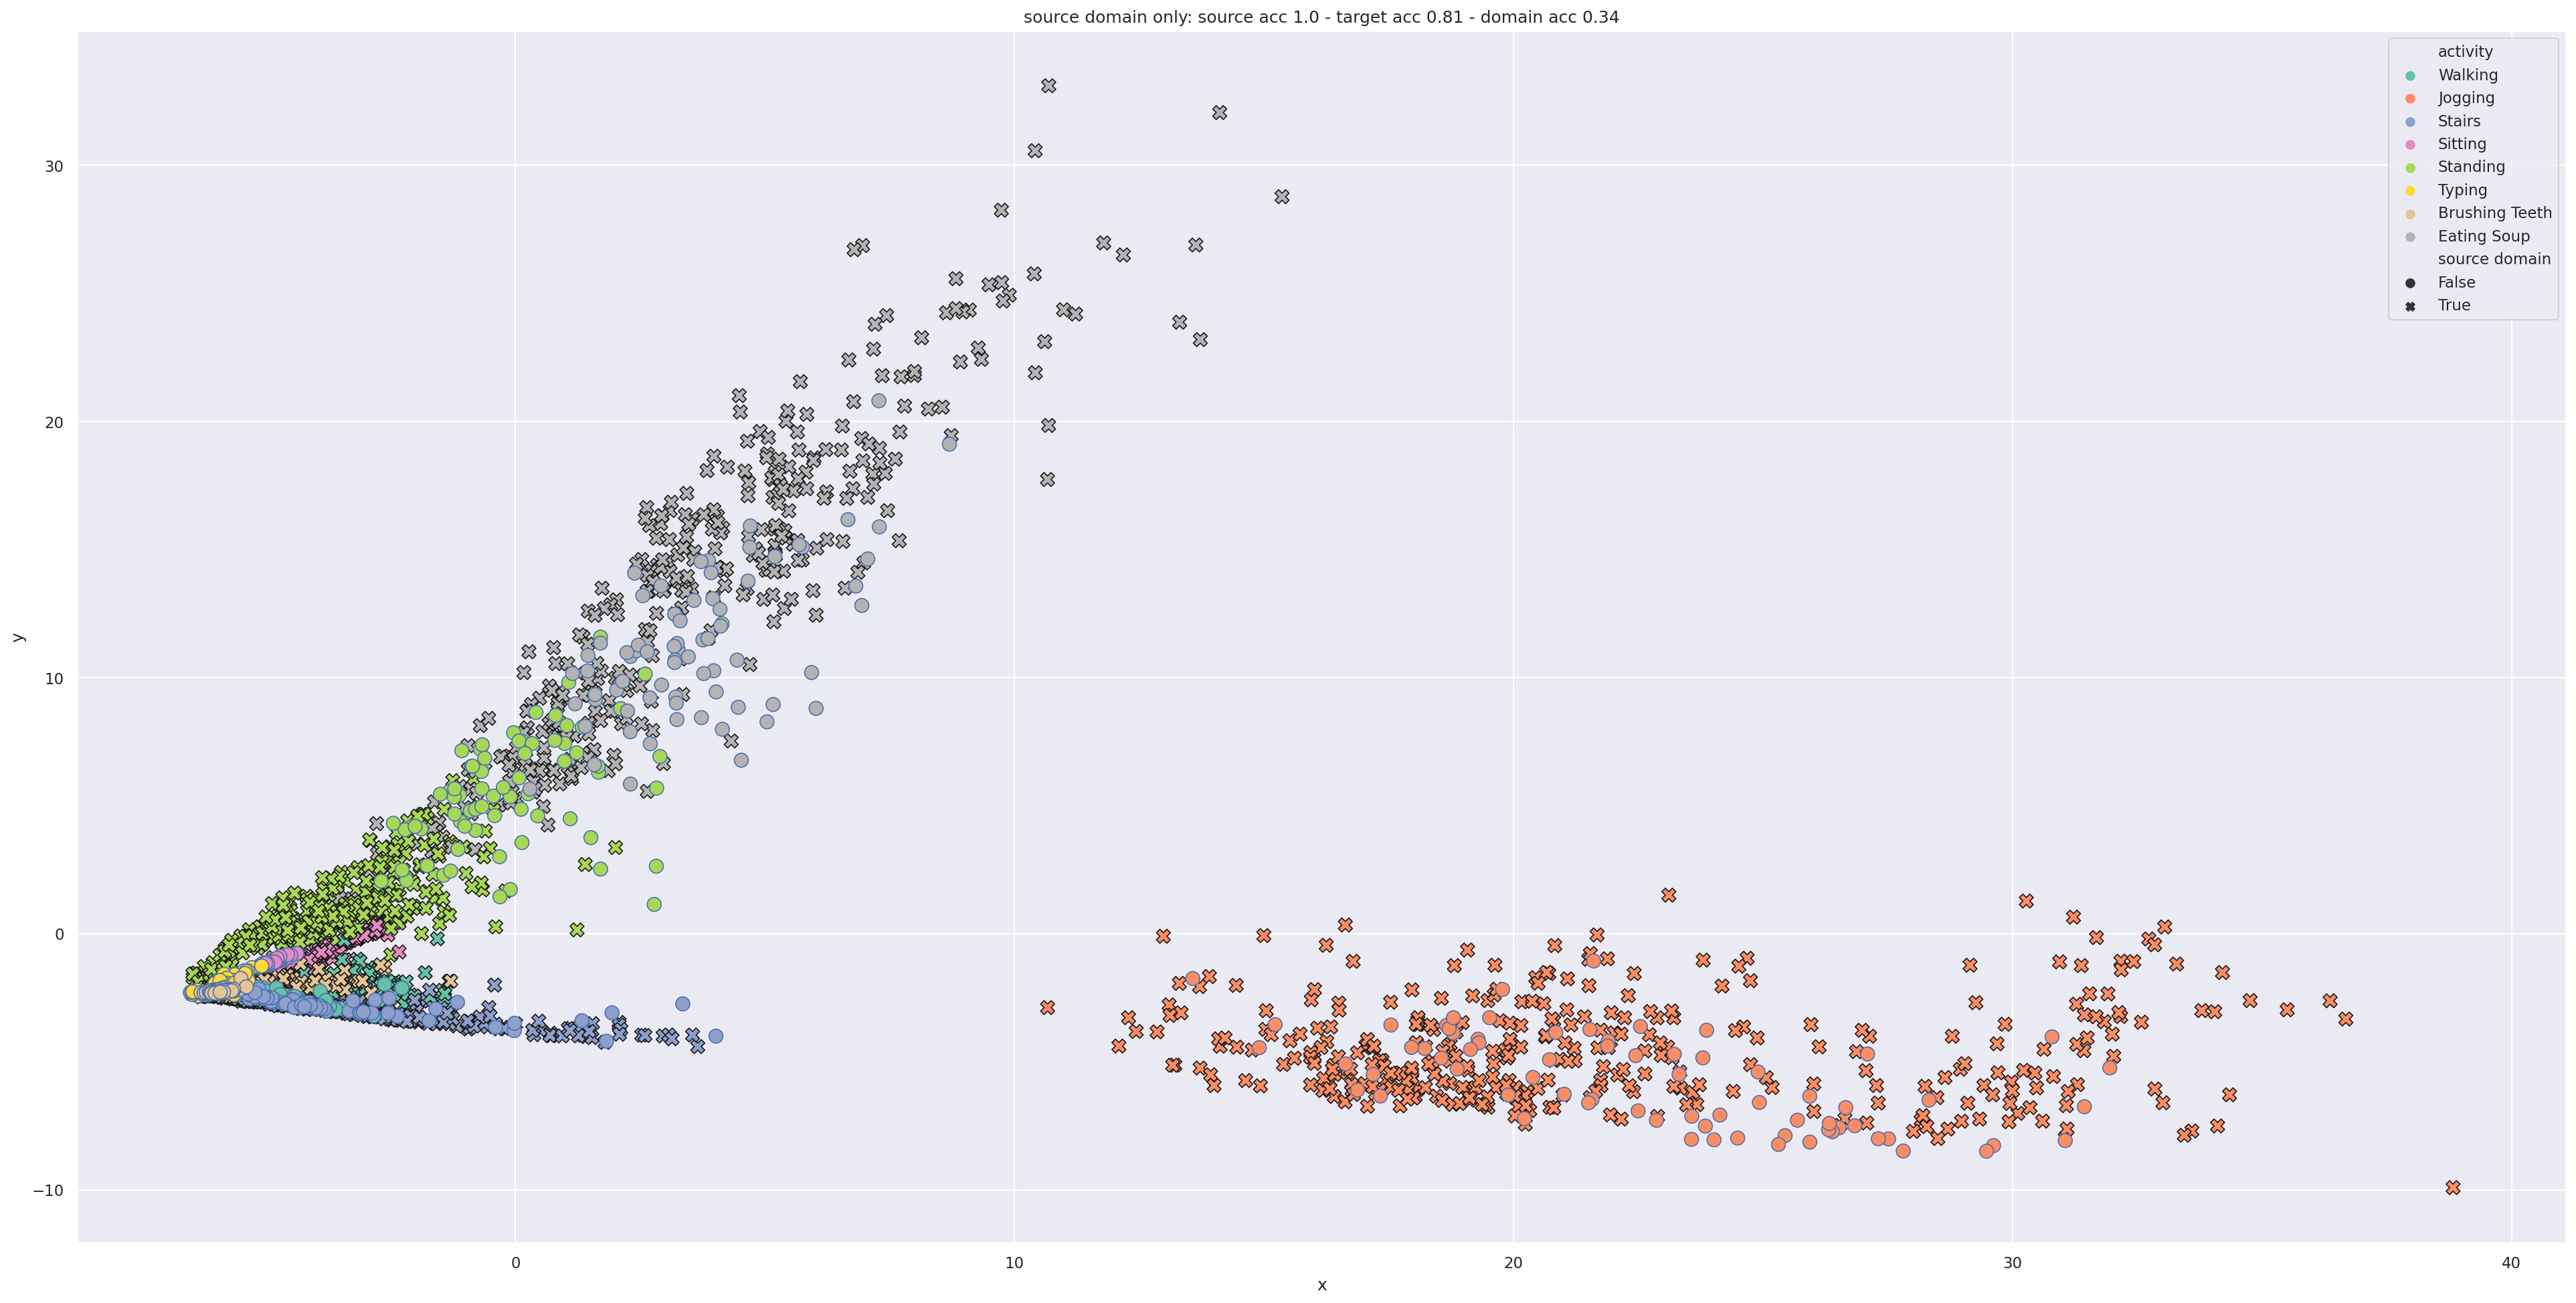 source domain only: source acc 1.0 - target acc 0.81 - domain acc 0.34
activity
Walking
Jogging
Stairs
Sitting
Standing
Typing
Brushing Teeth
Eating Soup
source domain
False
True
30
20
10
0
−10
y
0
10
20
30
40
x